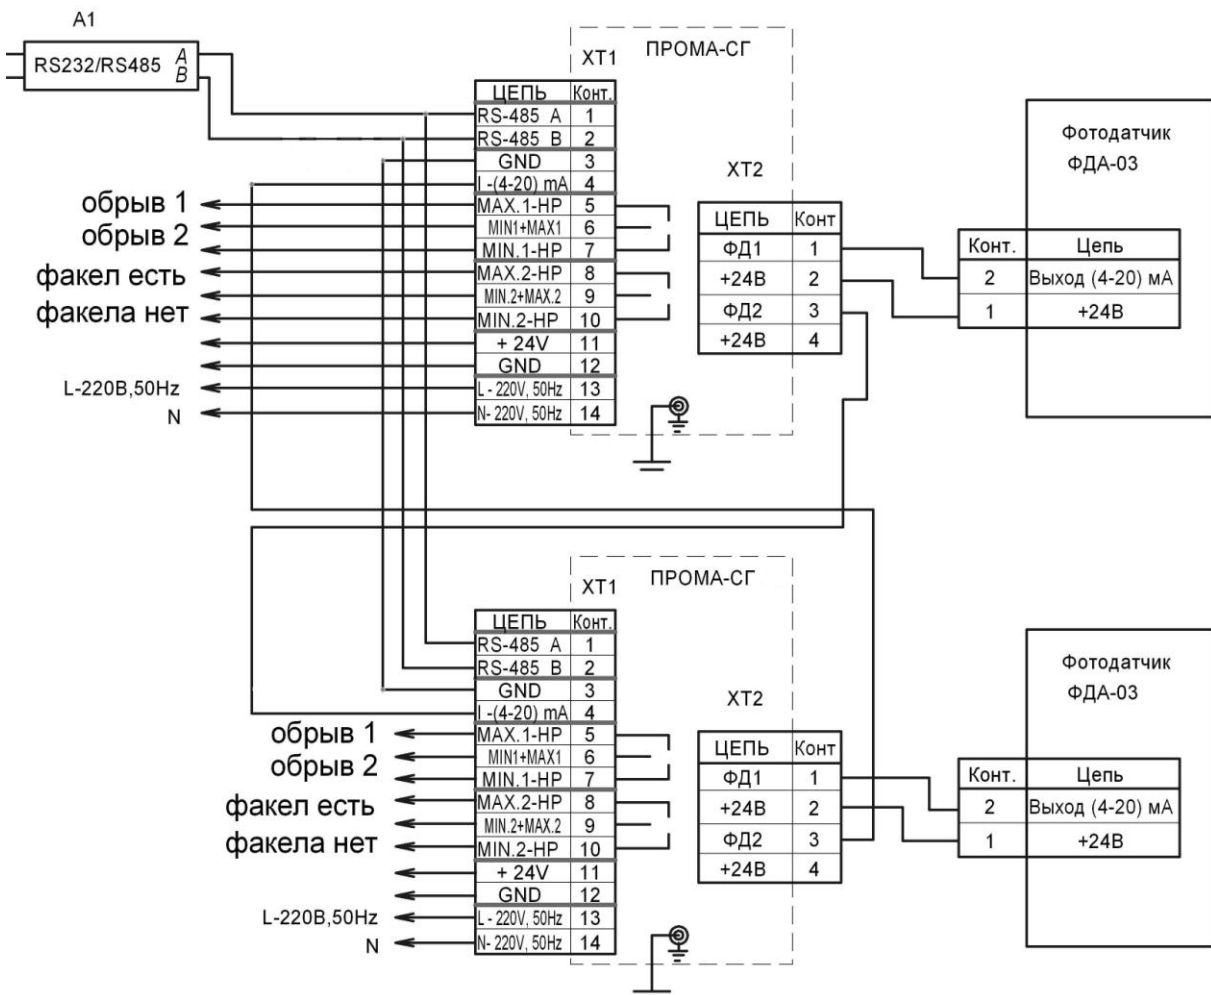 A1
RS232/RS485 A
B
ПРОМА-СГ
XT1
ЦЕПЬ Конт.
RS-485 A 1
RS-485 B 2
GND 3
I -(4-20) mA 4
MAX.1-HP 5
MIN1+MAX1 6
MIN.1-HP 7
MAX.2-HP 8
MIN.2+MAX.2 9
MIN.2-HP 10
+ 24V 11
GND 12
L - 220V, 50Hz 13
N- 220V, 50Hz 14
обрыв 1
обрыв 2
факел есть
факела нет
L-220В,50Hz
N
XT2
ЦЕПЬ Конт
ФД1 1
+24В 2
ФД2 3
+24В 4
Фотодатчик
ФДА-03
Конт. Цепь
2 Выход (4-20) мА
1 +24В
ПРОМА-СГ
XT1
ЦЕПЬ Конт.
RS-485 A 1
RS-485 B 2
GND 3
I -(4-20) mA 4
MAX.1-HP 5
MIN1+MAX1 6
MIN.1-HP 7
MAX.2-HP 8
MIN.2+MAX.2 9
MIN.2-HP 10
+ 24V 11
GND 12
L - 220V, 50Hz 13
N- 220V, 50Hz 14
обрыв 1
обрыв 2
факел есть
факела нет
L-220В,50Hz
N
XT2
ЦЕПЬ Конт
ФД1 1
+24В 2
ФД2 3
+24В 4
Фотодатчик
ФДА-03
Конт. Цепь
2 Выход (4-20) мА
1 +24В